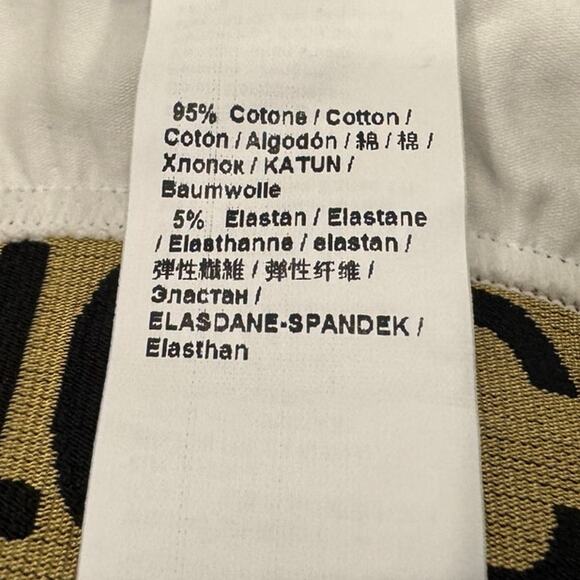 95% Cotone / Cotton /
Coton / Algodón / 綿 / 棉 /
Хлопок / KATUN /
Baumwolle
5% Elastan / Elastane
/ Elasthanne / elastan /
弹性纖維 / 弹性纤维 /
Эластан /
ELASDANE-SPANDEK /
Elasthan